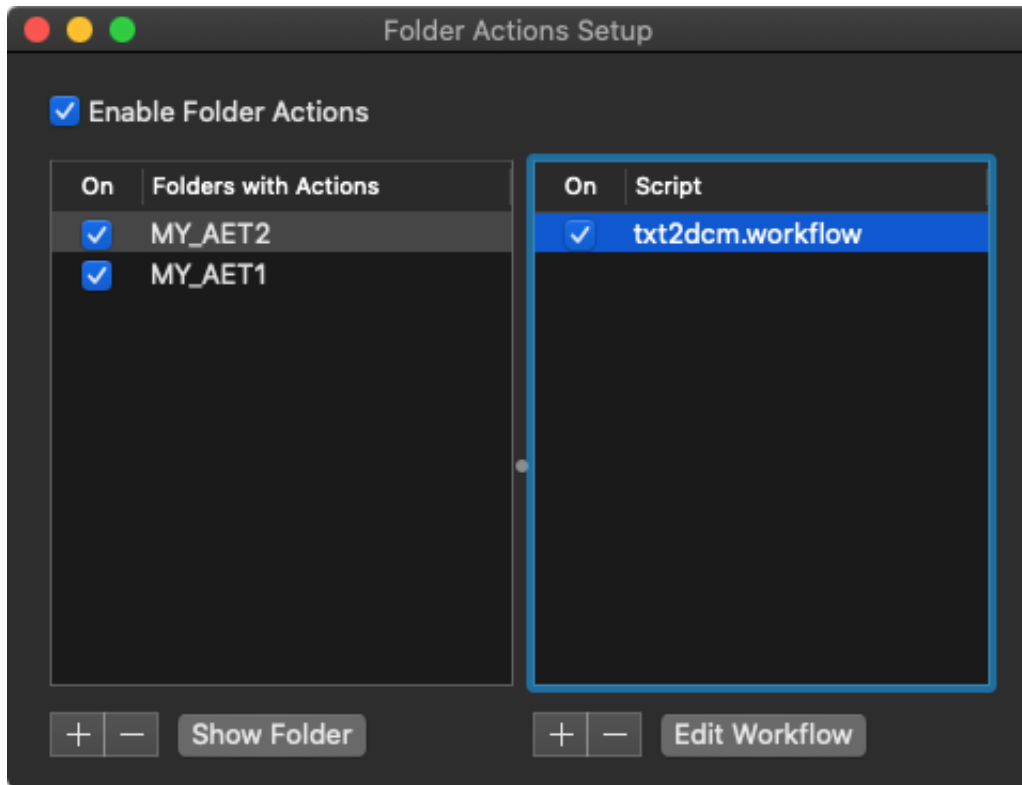 Folder Actions Setup
Enable Folder Actions
On Folders with Actions
MY_AET2
MY_AET1
On Script
txt2dcm.workflow
+ − Show Folder
+ − Edit Workflow